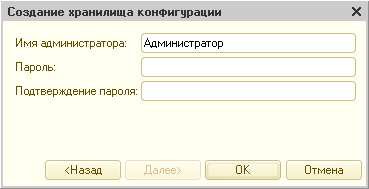 Создание хранилища конфигурации
Имя администратора: Администратор
Пароль:
Подтверждение пароля:
<Назад Далее> OK Отмена